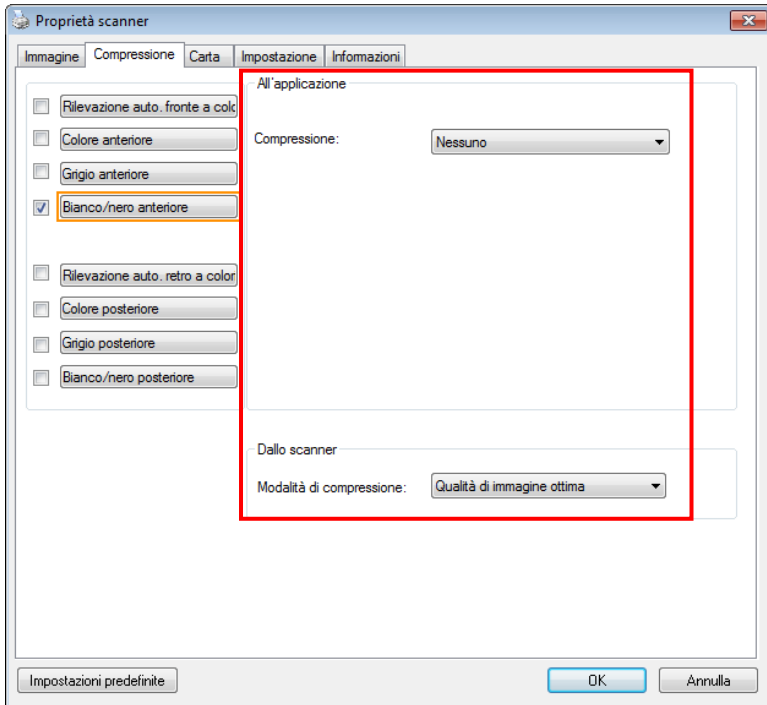 Proprietà scanner
Immagine Compressione Carta Impostazione Informazioni
All'applicazione
Rilevazione auto. fronte a colo
Colore anteriore
Compressione: Nessuno
Grigio anteriore
Bianco/nero anteriore
Rilevazione auto. retro a color
Colore posteriore
Grigio posteriore
Bianco/nero posteriore
Dallo scanner
Modalità di compressione: Qualità di immagine ottima
Impostazioni predefinite OK Annulla